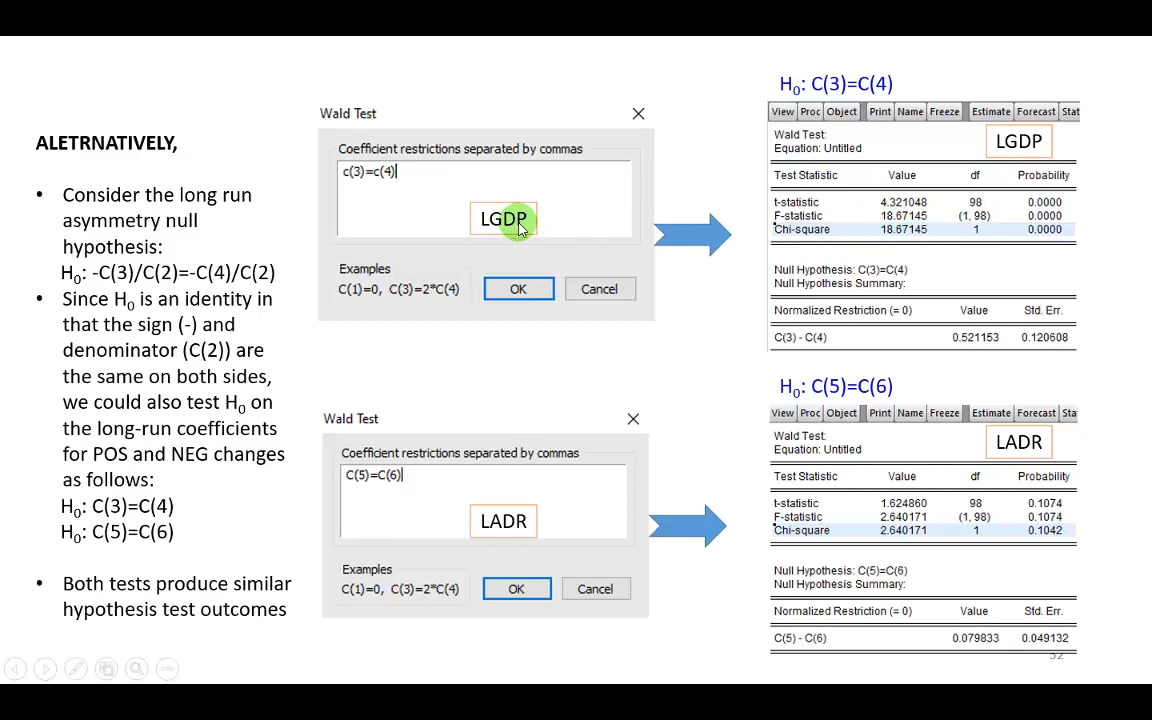 ALETRNATIVELY,
• Consider the long run
asymmetry null
hypothesis:
H0: -C(3)/C(2)=-C(4)/C(2)
• Since H0 is an identity in
that the sign (-) and
denominator (C(2)) are
the same on both sides,
we could also test H0 on
the long-run coefficients
for POS and NEG changes
as follows:
H0: C(3)=C(4)
H0: C(5)=C(6)
• Both tests produce similar
hypothesis test outcomes
Wald Test
Coefficient restrictions separated by commas
c(3)=c(4)
LGDP
Examples
C(1)=0, C(3)=2*C(4)
OK Cancel
H0: C(3)=C(4)
View Proc Object Print Name Freeze Estimate Forecast Stat
Wald Test:
Equation: Untitled
LGDP
Test Statistic Value df Probability
t-statistic 4.321048 98 0.0000
F-statistic 18.67145 (1, 98) 0.0000
Chi-square 18.67145 1 0.0000
Null Hypothesis: C(3)=C(4)
Null Hypothesis Summary:
Normalized Restriction (= 0) Value Std. Err.
C(3) - C(4) 0.521153 0.120608
Wald Test
Coefficient restrictions separated by commas
C(5)=C(6)
LADR
Examples
C(1)=0, C(3)=2*C(4)
OK Cancel
H0: C(5)=C(6)
View Proc Object Print Name Freeze Estimate Forecast Sta
Wald Test:
Equation: Untitled
LADR
Test Statistic Value df Probability
t-statistic 1.624860 98 0.1074
F-statistic 2.640171 (1, 98) 0.1074
Chi-square 2.640171 1 0.1042
Null Hypothesis: C(5)=C(6)
Null Hypothesis Summary:
Normalized Restriction (= 0) Value Std. Err.
C(5) - C(6) 0.079833 0.049132